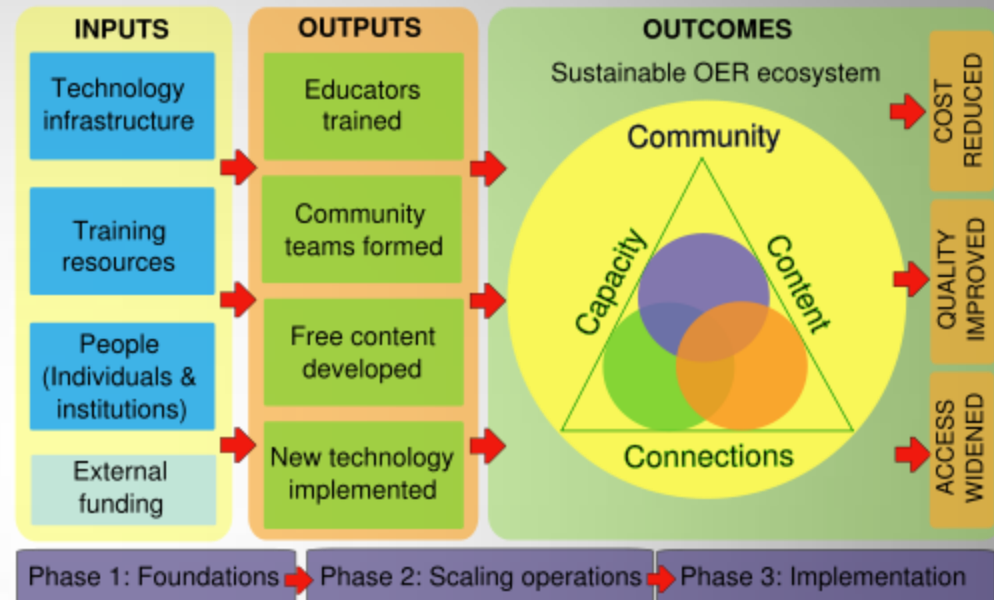 INPUTS
Technology
infrastructure
Training
resources
People
(Individuals &
institutions)
External
funding
OUTPUTS
Educators
trained
Community
teams formed
Free content
developed
New technology
implemented
OUTCOMES
Sustainable OER ecosystem
Community
Capacity
Content
Connections
COST
REDUCED
QUALITY
IMPROVED
ACCESS
WIDENED
Phase 1: Foundations
Phase 2: Scaling operations
Phase 3: Implementation